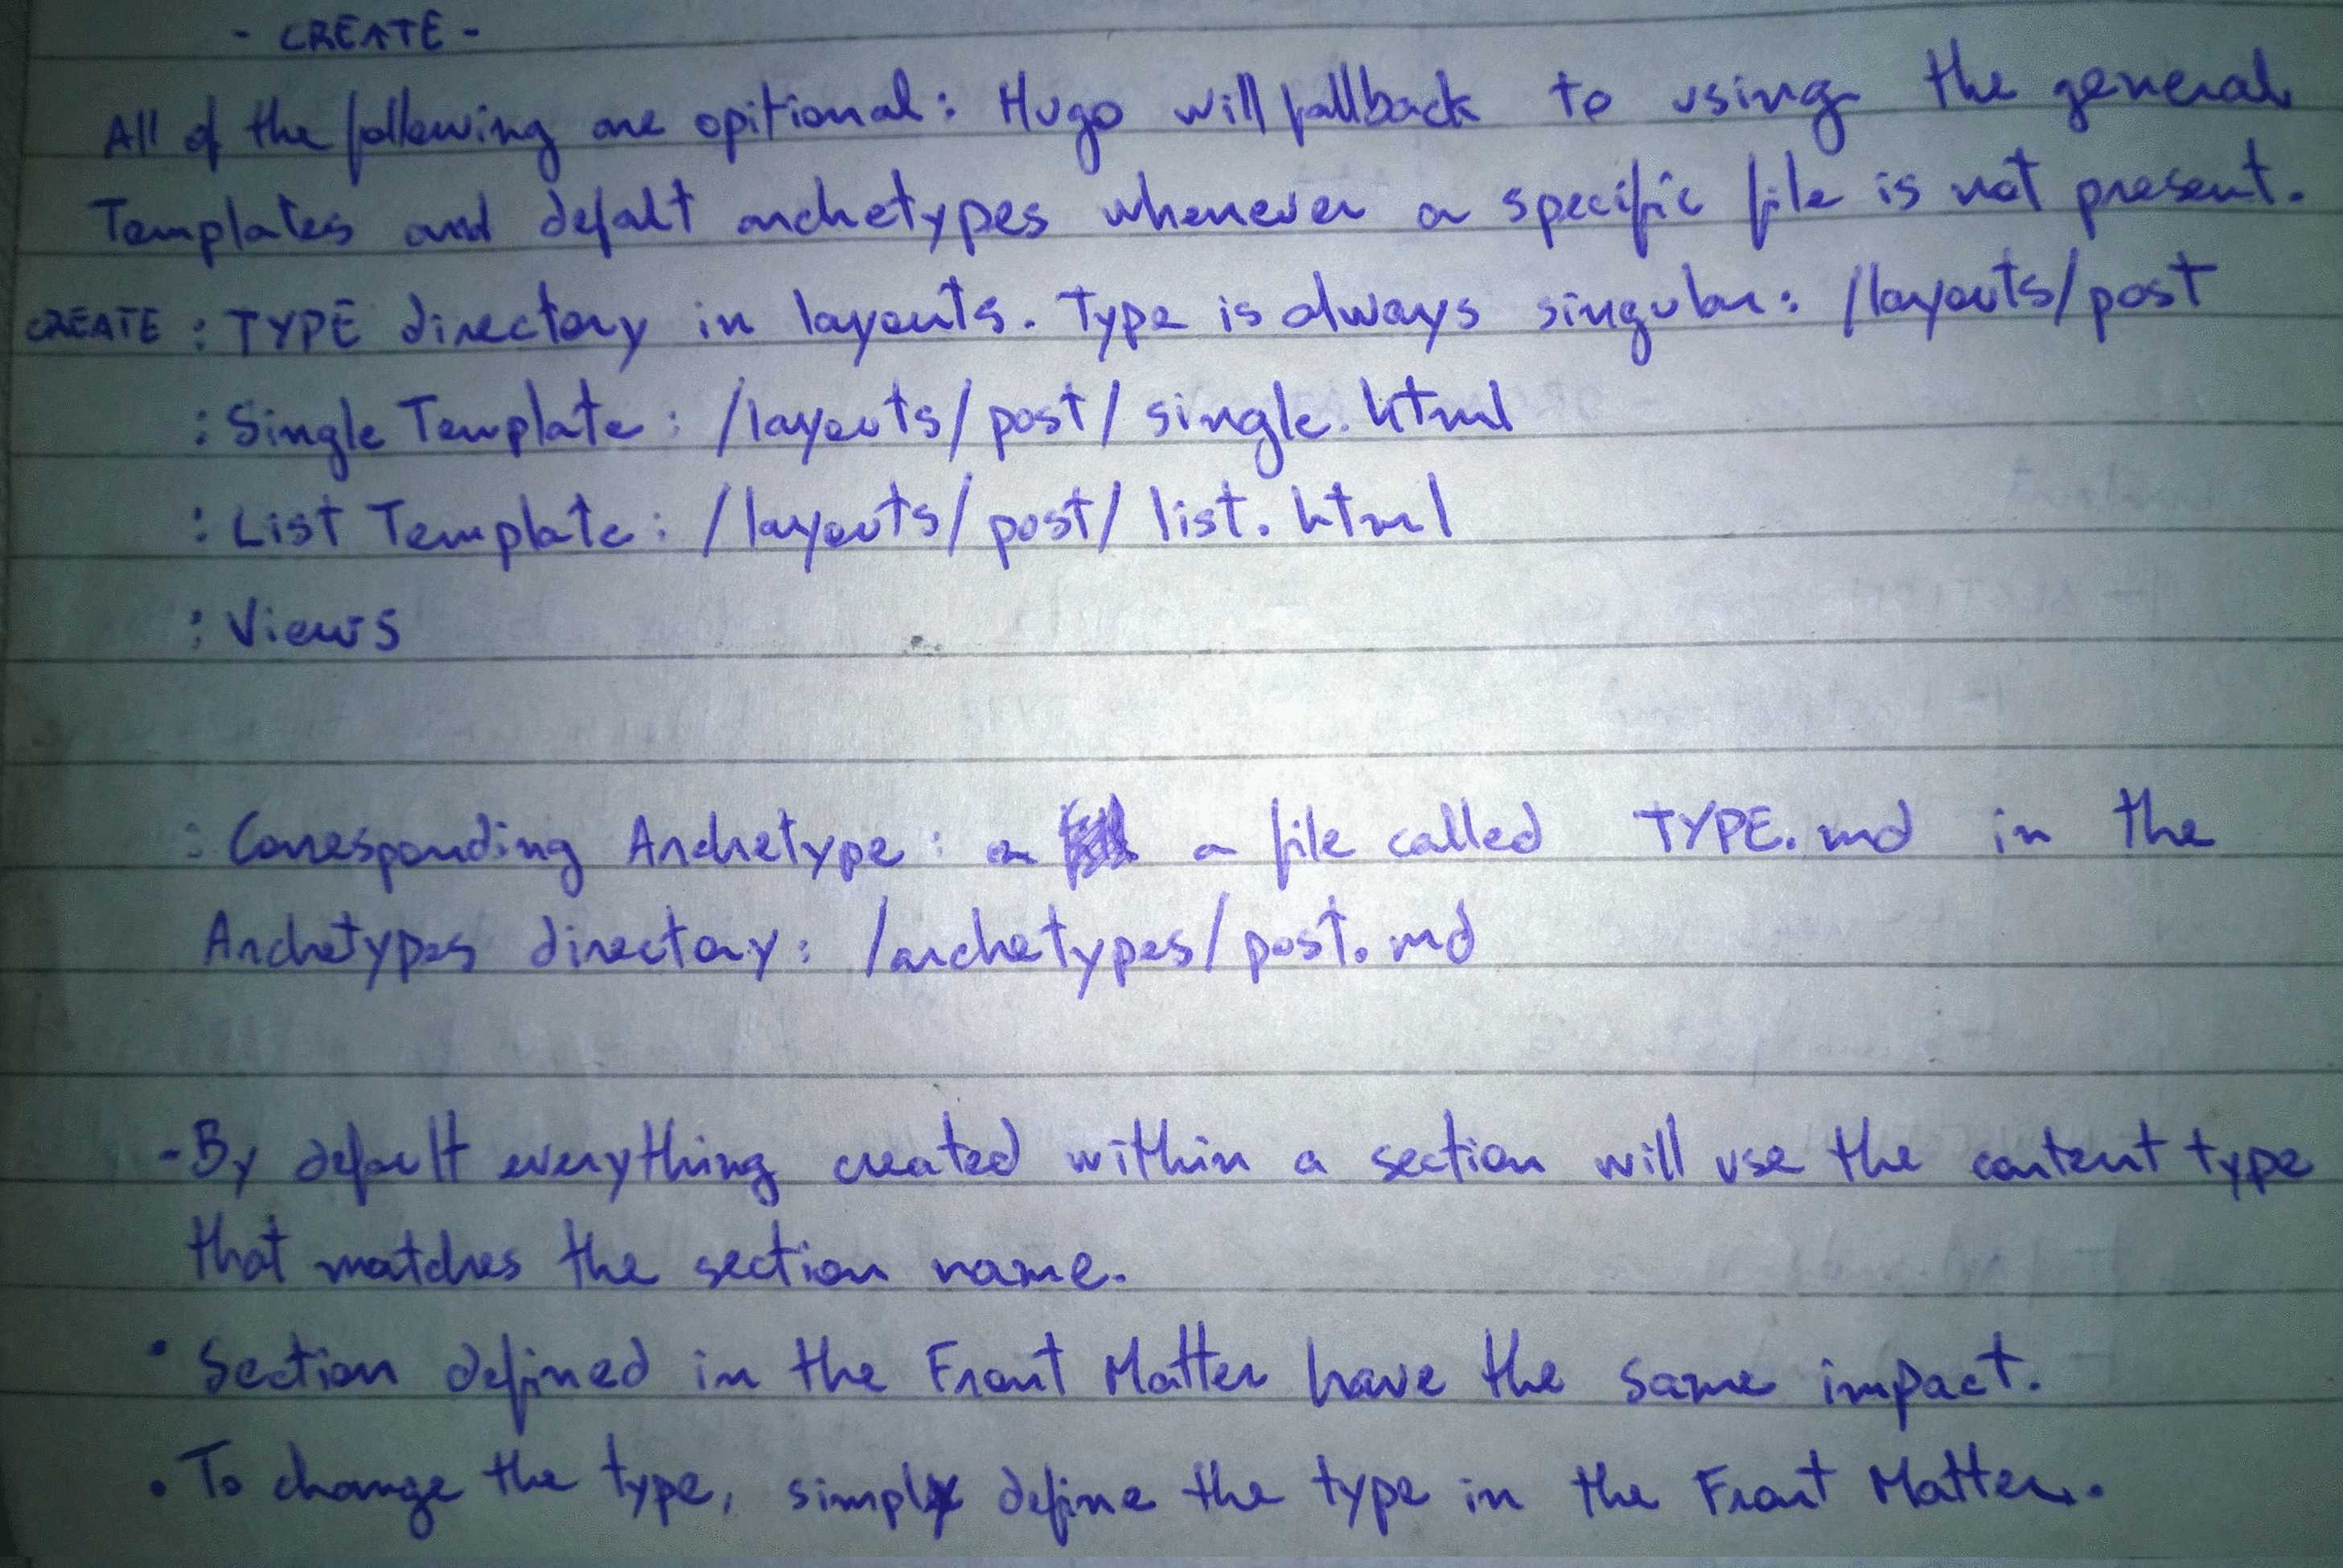 - CREATE -
All of the following are opitional: Hugo will fallback to using the general
Templates and defalt archetypes whenever a specific file is not present.
CREATE : TYPE directory in layouts. Type is always singular: /layouts/post
: Single Template: /layouts/post/single.html
: List Template: /layouts/post/list.html
: Views
: Corresponding Archetype: a a file called TYPE.md in the
Archetypes directory: /archetypes/post.md
- By default everything created within a section will use the content type
that matches the section name.
• Section defined in the Front Matter have the same impact.
• To change the type, simply define the type in the Front Matter.